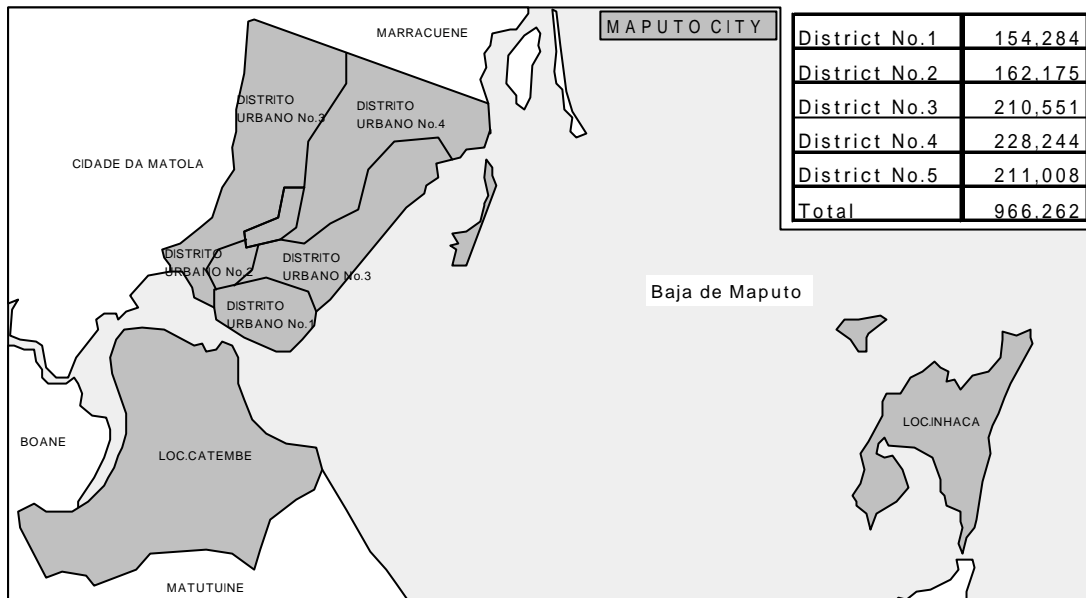 MARRACUENE
MAPUTO CITY
District No.1 154,284
District No.2 162,175
District No.3 210,551
District No.4 228,244
District No.5 211,008
Total 966,262
DISTRITO
URBANO No.3
DISTRITO
URBANO No.4
CIDADE DA MATOLA
DISTRITO
URBANO No.2
DISTRITO
URBANO No.3
DISTRITO
URBANO No.1
Baja de Maputo
LOC.INHACA
BOANE
LOC.CATEMBE
MATUTUINE